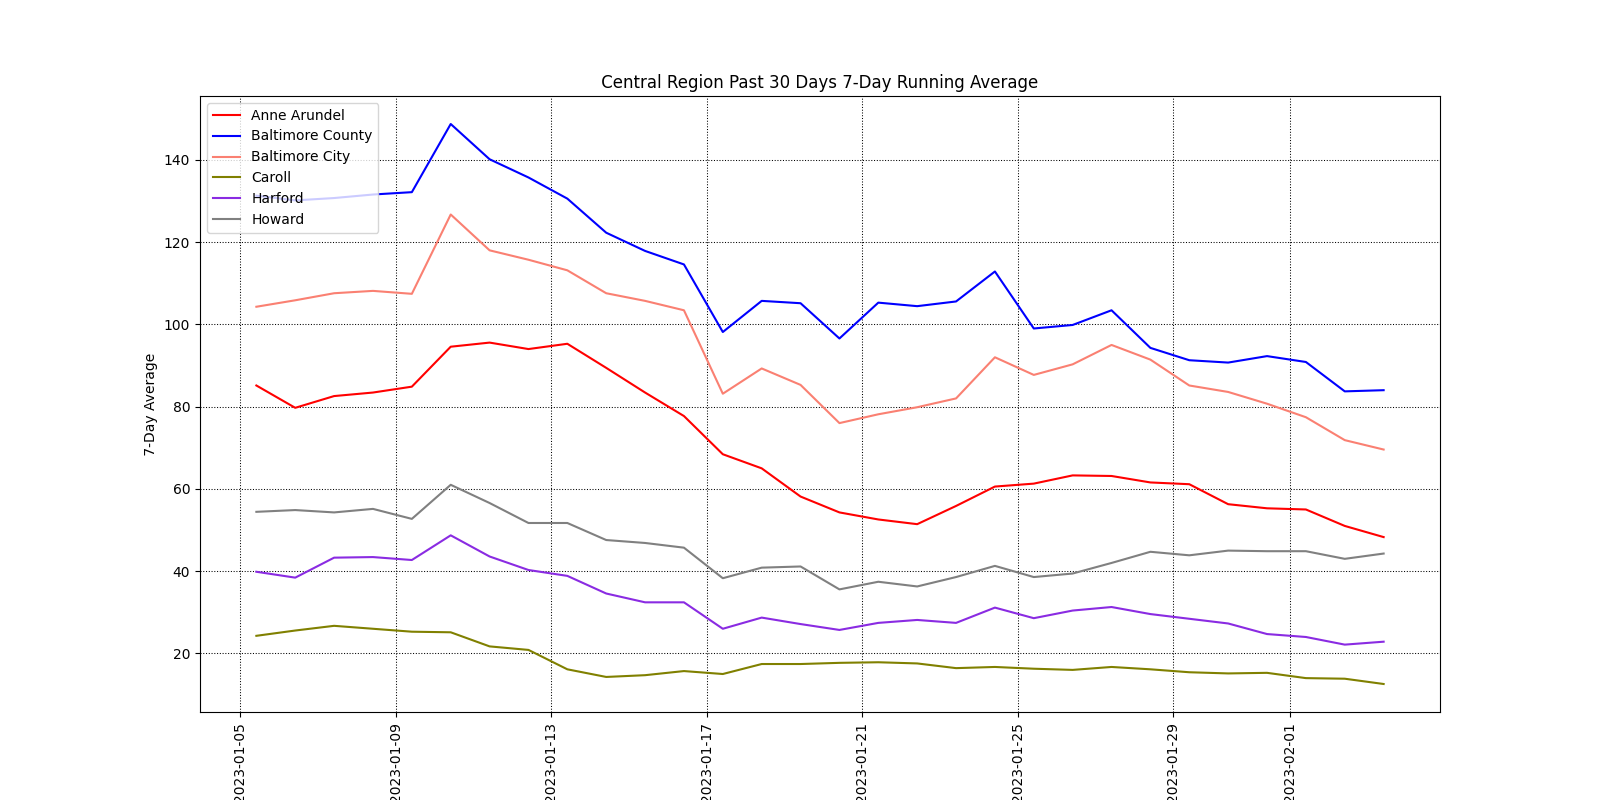 Central Region Past 30 Days 7-Day Running Average
Anne Arundel
Baltimore County
Baltimore City
Caroll
Harford
Howard
7-Day Average
140
120
100
80
60
40
20
2023-01-05
2023-01-09
2023-01-13
2023-01-17
2023-01-21
2023-01-25
2023-01-29
2023-02-01